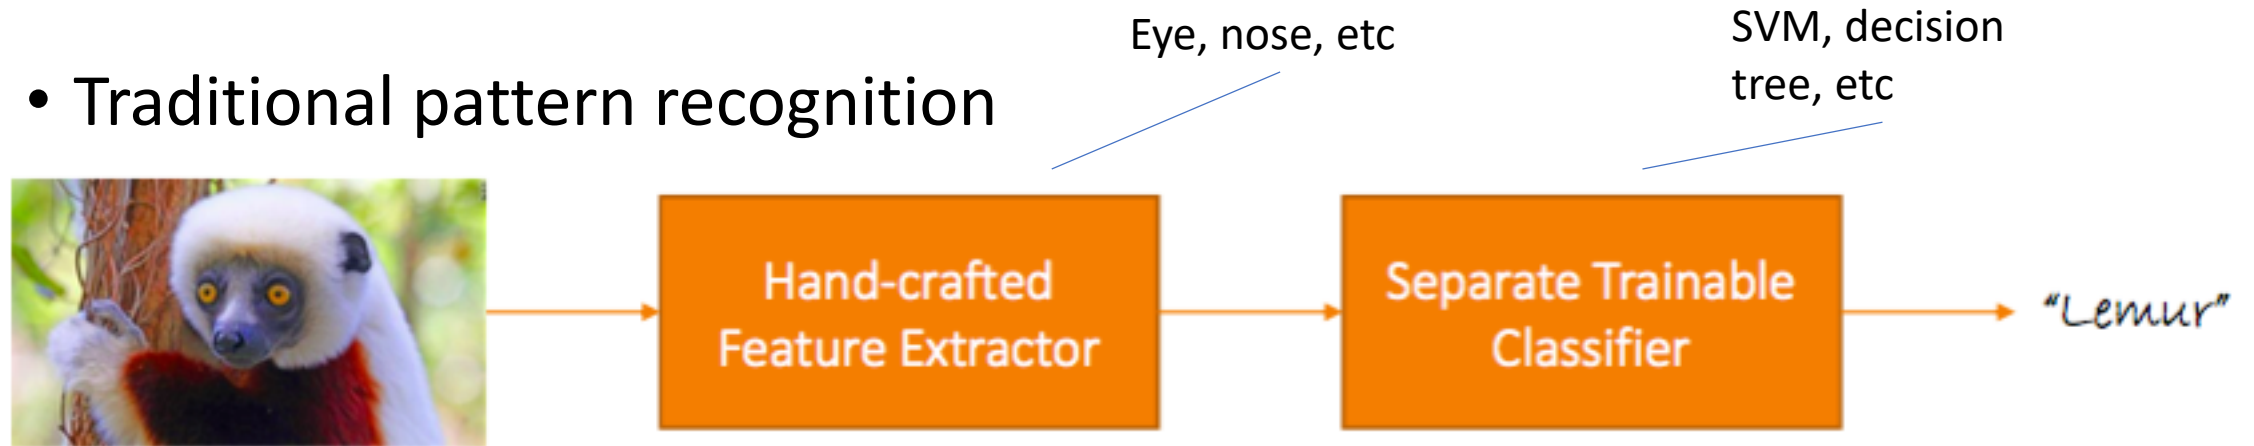 Eye, nose, etc
SVM, decision
tree, etc
• Traditional pattern recognition
Hand-crafted
Feature Extractor
Separate Trainable
Classifier
“Lemur”